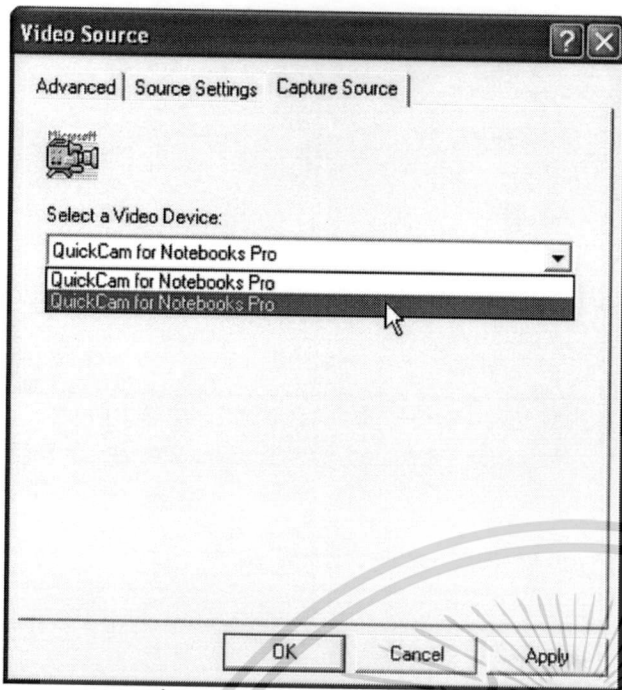 Video Source
Advanced Source Settings Capture Source
Microsoft
Select a Video Device:
QuickCam for Notebooks Pro
QuickCam for Notebooks Pro
QuickCam for Notebooks Pro
OK Cancel Apply